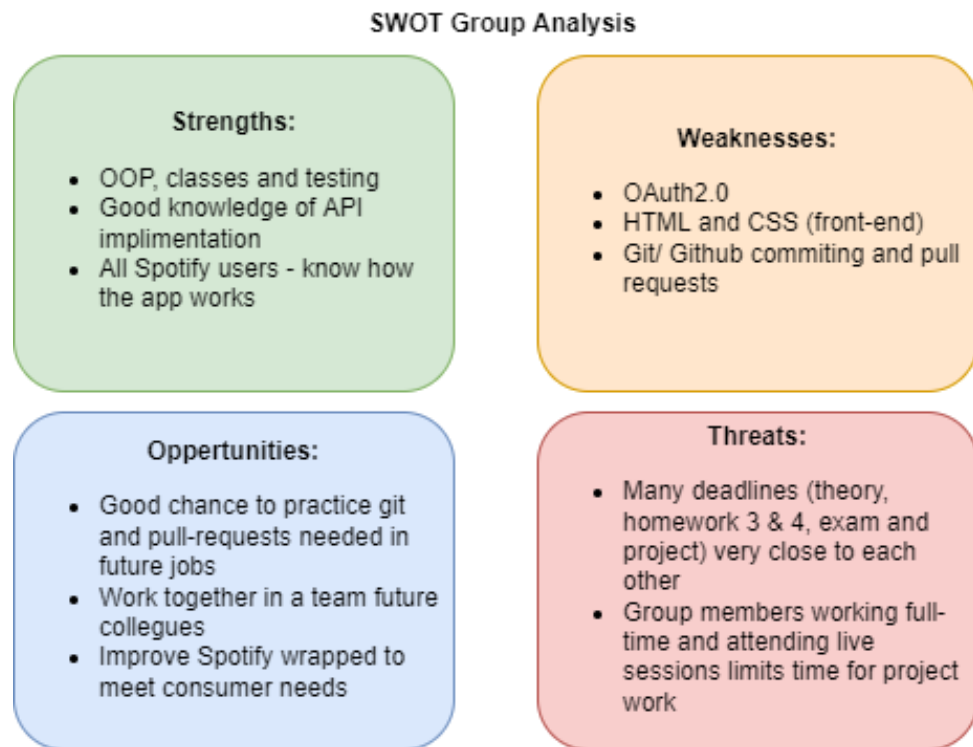 SWOT Group Analysis
Strengths:
• OOP, classes and testing
• Good knowledge of API
implimentation
• All Spotify users - know how
the app works
Weaknesses:
• OAuth2.0
• HTML and CSS (front-end)
• Git/ Github commiting and pull
requests
Oppertunities:
• Good chance to practice git
and pull-requests needed in
future jobs
• Work together in a team future
collegues
• Improve Spotify wrapped to
meet consumer needs
Threats:
• Many deadlines (theory,
homework 3 & 4, exam and
project) very close to each
other
• Group members working full-
time and attending live
sessions limits time for project
work